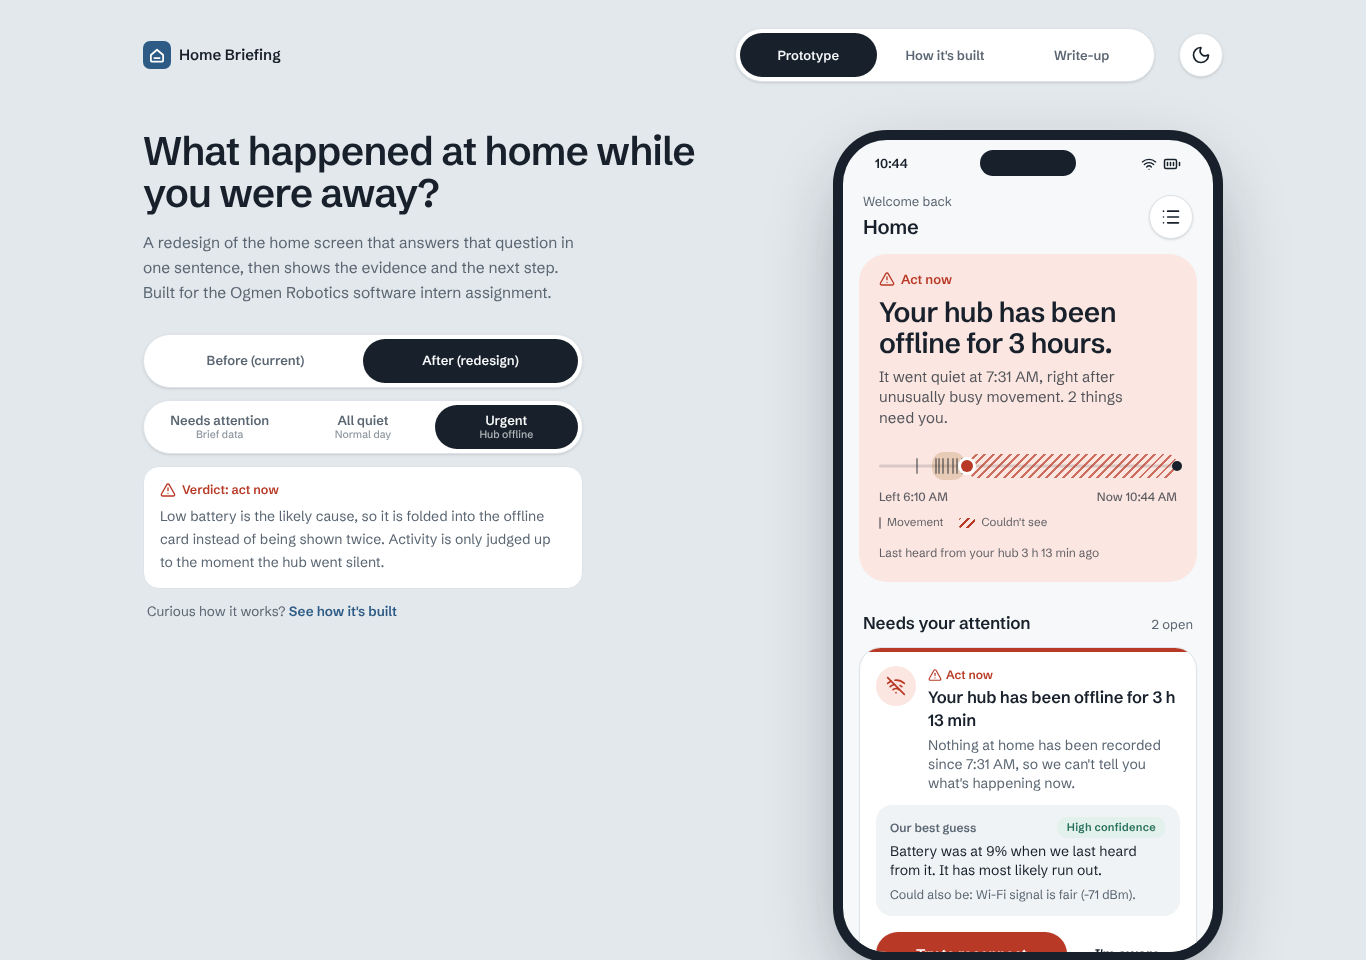 Home Briefing
Prototype
How it's built
Write-up
What happened at home while
you were away?
A redesign of the home screen that answers that question in
one sentence, then shows the evidence and the next step.
Built for the Ogmen Robotics software intern assignment.
Before (current)
After (redesign)
Needs attention
Brief data
All quiet
Normal day
Urgent
Hub offline
Verdict: act now
Low battery is the likely cause, so it is folded into the offline
card instead of being shown twice. Activity is only judged up
to the moment the hub went silent.
Curious how it works? See how it's built
10:44
Welcome back
Home
Act now
Your hub has been
offline for 3 hours.
It went quiet at 7:31 AM, right after
unusually busy movement. 2 things
need you.
Left 6:10 AM
Now 10:44 AM
Movement
Couldn't see
Last heard from your hub 3 h 13 min ago
Needs your attention
2 open
Act now
Your hub has been offline for 3 h
13 min
Nothing at home has been recorded
since 7:31 AM, so we can't tell you
what's happening now.
Our best guess
High confidence
Battery was at 9% when we last heard
from it. It has most likely run out.
Could also be: Wi-Fi signal is fair (-71 dBm).